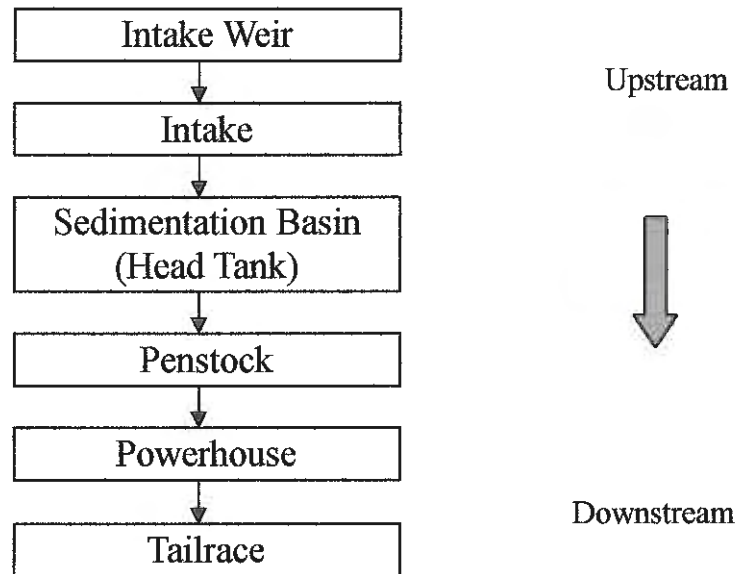 Intake Weir
Upstream
Intake
Sedimentation Basin
(Head Tank)
Penstock
Powerhouse
Downstream
Tailrace